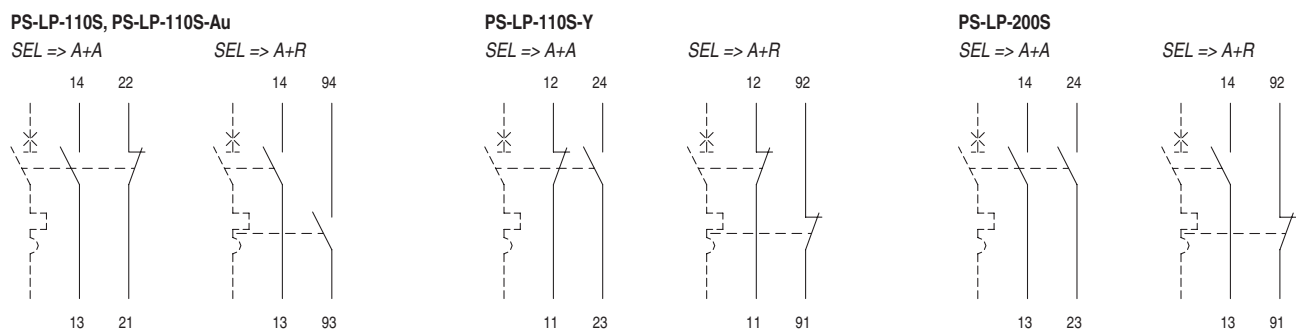 PS-LP-110S, PS-LP-110S-Au
PS-LP-110S-Y
PS-LP-200S
SEL => A+A
SEL => A+R
SEL => A+A
SEL => A+R
SEL => A+A
SEL => A+R
14 22
14 94
12 24
12 92
14 24
14 92
13 21
13 93
11 23
11 91
13 23
13 91